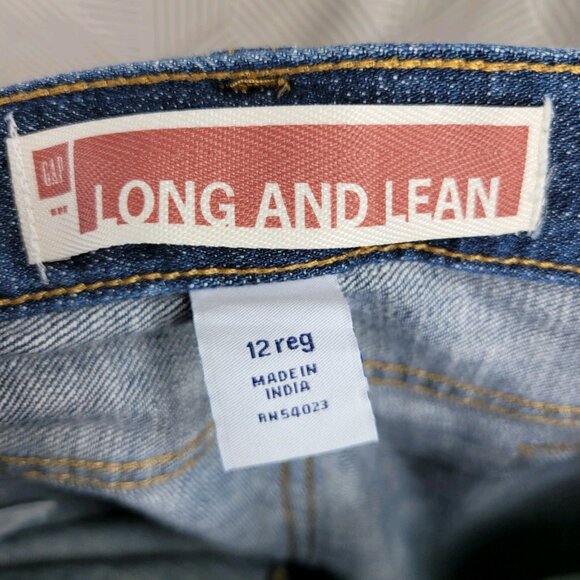 GAP
LONG AND LEAN
12 reg
MADE IN
INDIA
RN54023